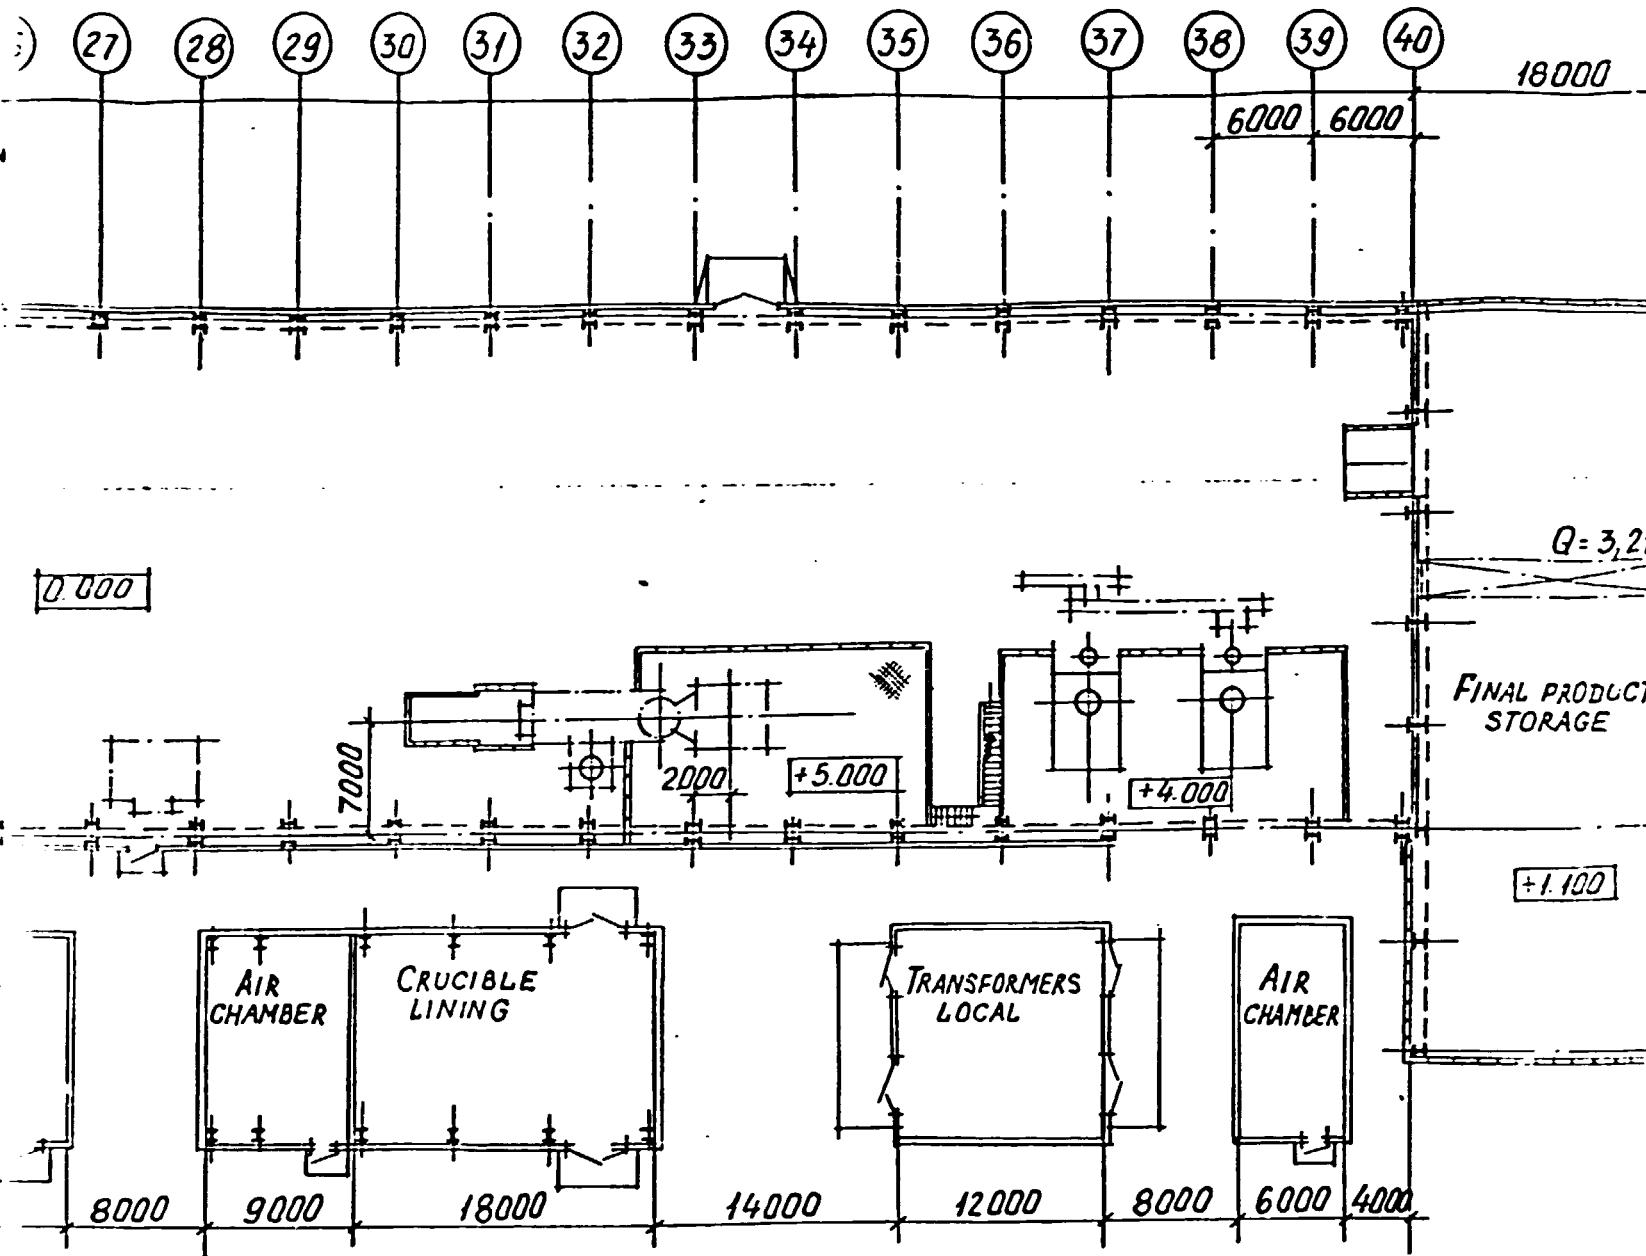 27 28 29 30 31 32 33 34 35 36 37 38 39 40
18000
6000 6000
Q=3,2
0.000
FINAL PRODUCT
STORAGE
7000
2000
+5.000
+4.000
+1.100
AIR
CHAMBER
CRUCIBLE
LINING
TRANSFORMERS
LOCAL
AIR
CHAMBER
8000 9000 18000 14000 12000 8000 6000 4000